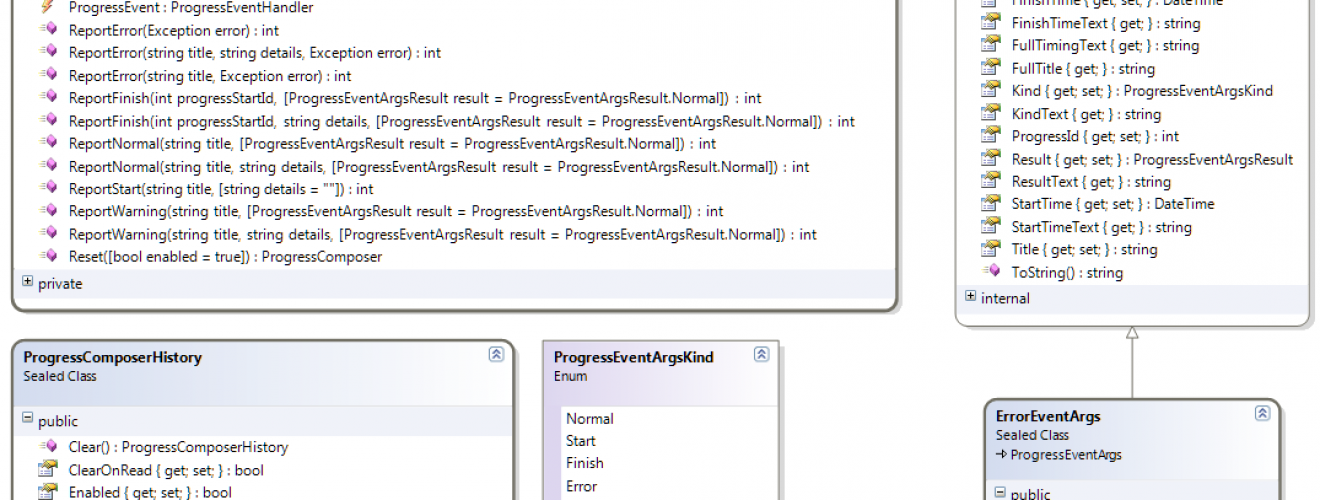 ProgressEvent : ProgressEventHandler
ReportError(Exception error) : int
ReportError(string title, string details, Exception error) : int
ReportError(string title, Exception error) : int
ReportFinish(int progressStartId, [ProgressEventArgsResult result = ProgressEventArgsResult.Normal]) : int
ReportFinish(int progressStartId, string details, [ProgressEventArgsResult result = ProgressEventArgsResult.Normal]) : int
ReportNormal(string title, [ProgressEventArgsResult result = ProgressEventArgsResult.Normal]) : int
ReportNormal(string title, string details, [ProgressEventArgsResult result = ProgressEventArgsResult.Normal]) : int
ReportStart(string title, [string details = ""]) : int
ReportWarning(string title, [ProgressEventArgsResult result = ProgressEventArgsResult.Normal]) : int
ReportWarning(string title, string details, [ProgressEventArgsResult result = ProgressEventArgsResult.Normal]) : int
Reset([bool enabled = true]) : ProgressComposer
private
FinishTime { get; set; } : DateTime
FinishTimeText { get; } : string
FullTimingText { get; } : string
FullTitle { get; } : string
Kind { get; set; } : ProgressEventArgsKind
KindText { get; } : string
ProgressId { get; set; } : int
Result { get; set; } : ProgressEventArgsResult
ResultText { get; } : string
StartTime { get; set; } : DateTime
StartTimeText { get; } : string
Title { get; set; } : string
ToString() : string
internal
ProgressComposerHistory
Sealed Class
public
Clear() : ProgressComposerHistory
ClearOnRead { get; set; } : bool
Enabled { get; set; } : bool
ProgressEventArgsKind
Enum
Normal
Start
Finish
Error
ErrorEventArgs
Sealed Class
ProgressEventArgs
public